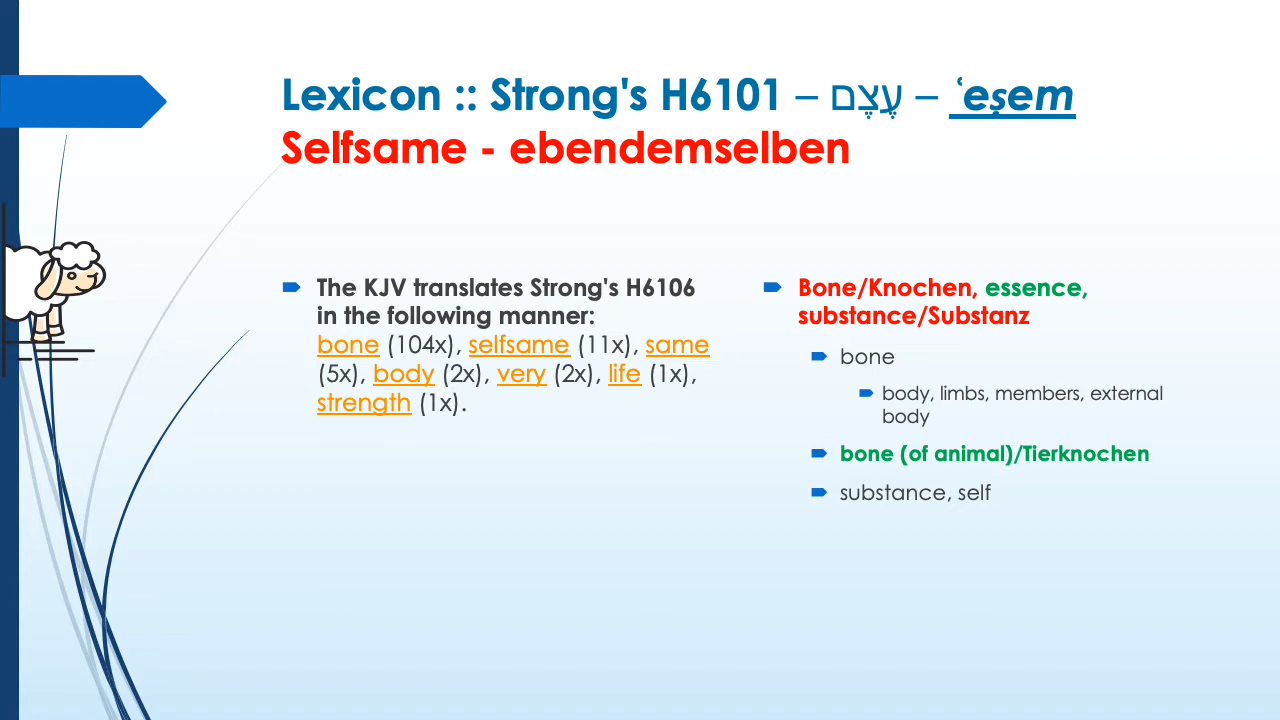 Lexicon :: Strong's H6101 – עֶצֶם – ʿeṣem
Selfsame - ebendemselben
The KJV translates Strong's H6106
in the following manner:
bone (104x), selfsame (11x), same
(5x), body (2x), very (2x), life (1x),
strength (1x).
Bone/Knochen, essence,
substance/Substanz
bone
body, limbs, members, external
body
bone (of animal)/Tierknochen
substance, self